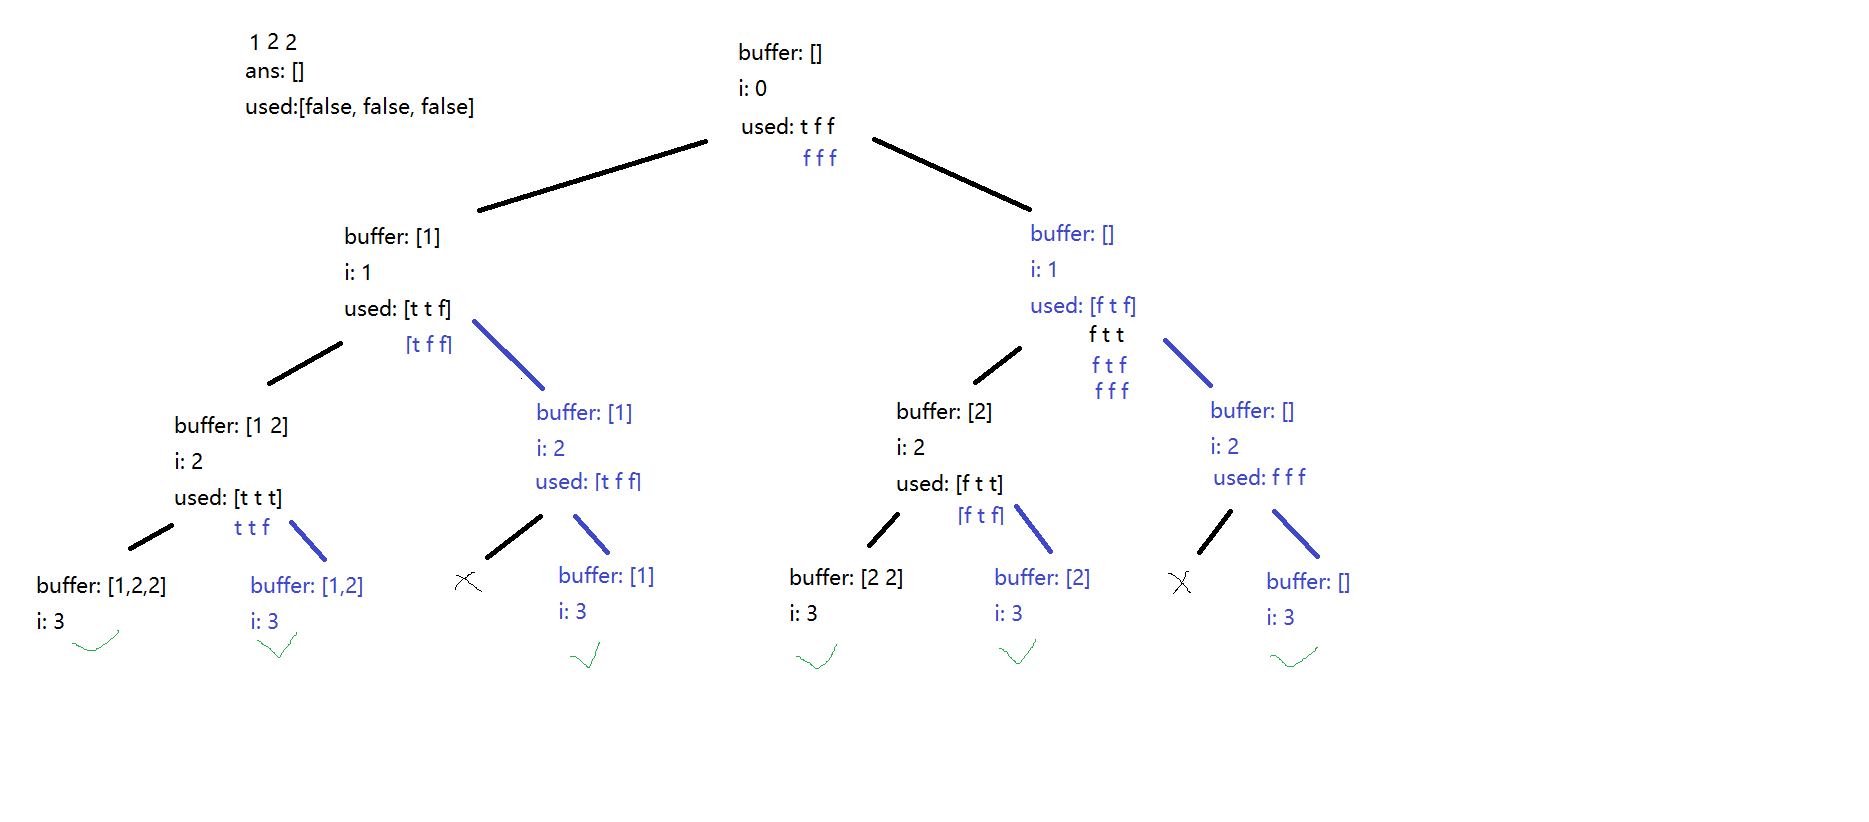 1 2 2
ans: []
used:[false, false, false]
buffer: []
i: 0
used: t f f
f f f
buffer: [1]
i: 1
used: [t t f]
[t f f]
buffer: []
i: 1
used: [f t f]
f t t
f t f
f f f
buffer: [1 2]
i: 2
used: [t t t]
t t f
buffer: [1]
i: 2
used: [t f f]
buffer: [2]
i: 2
used: [f t t]
[f t f]
buffer: []
i: 2
used: f f f
buffer: [1,2,2]
i: 3
buffer: [1,2]
i: 3
buffer: [1]
i: 3
buffer: [2 2]
i: 3
buffer: [2]
i: 3
buffer: []
i: 3